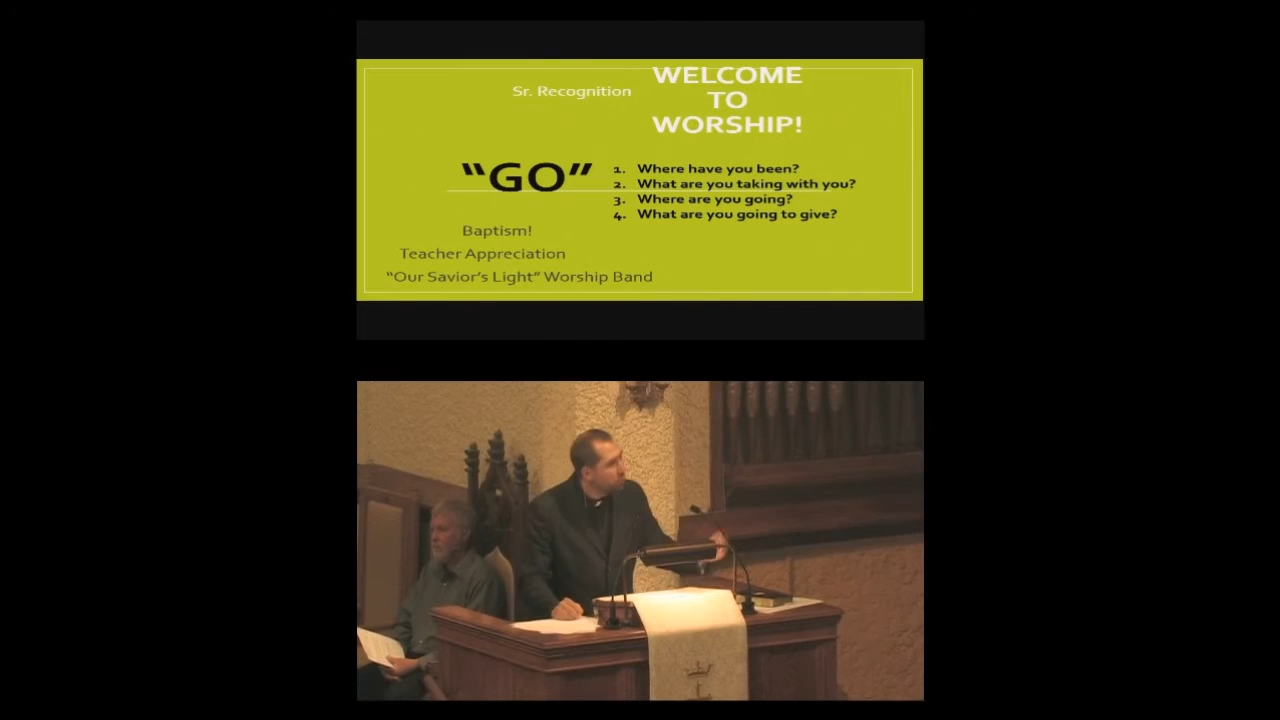 Sr. Recognition
WELCOME
TO
WORSHIP!
“GO”
1. Where have you been?
2. What are you taking with you?
3. Where are you going?
4. What are you going to give?
Baptism!
Teacher Appreciation
“Our Savior’s Light” Worship Band